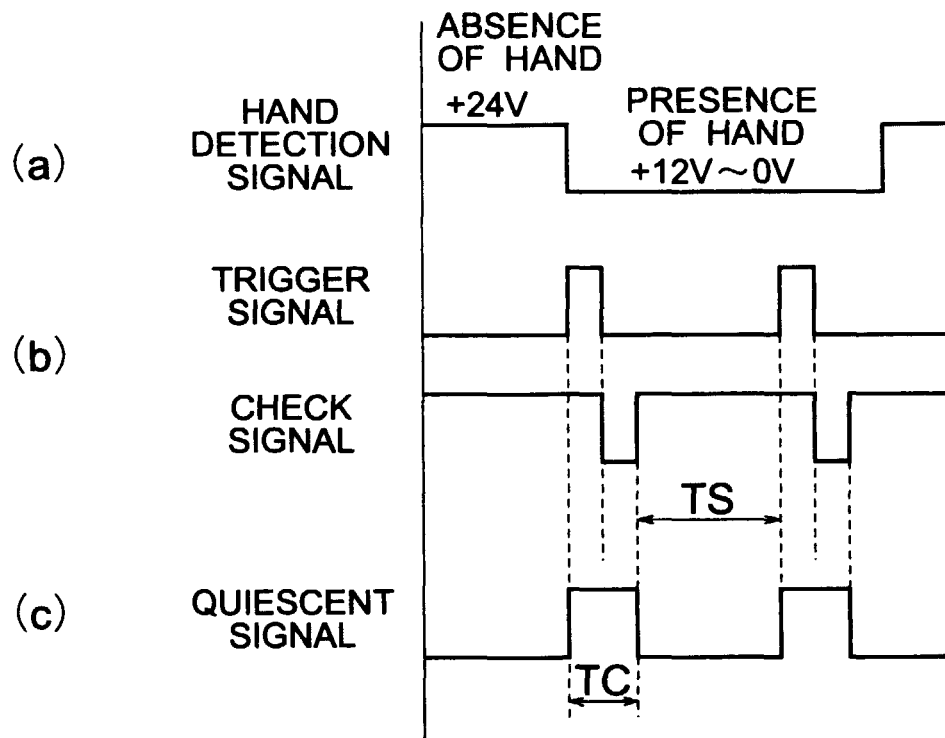 ABSENCE
OF HAND
+24V
PRESENCE
OF HAND
+12V～0V
(a)
HAND
DETECTION
SIGNAL
TRIGGER
SIGNAL
(b)
CHECK
SIGNAL
TS
(c)
QUIESCENT
SIGNAL
TC